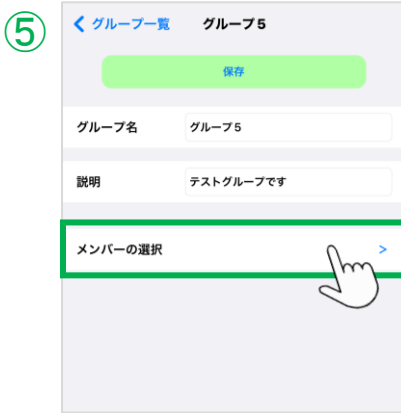 ⑤
グループ一覧 グループ5
保存
グループ名 グループ5
説明 テストグループです
メンバーの選択 >